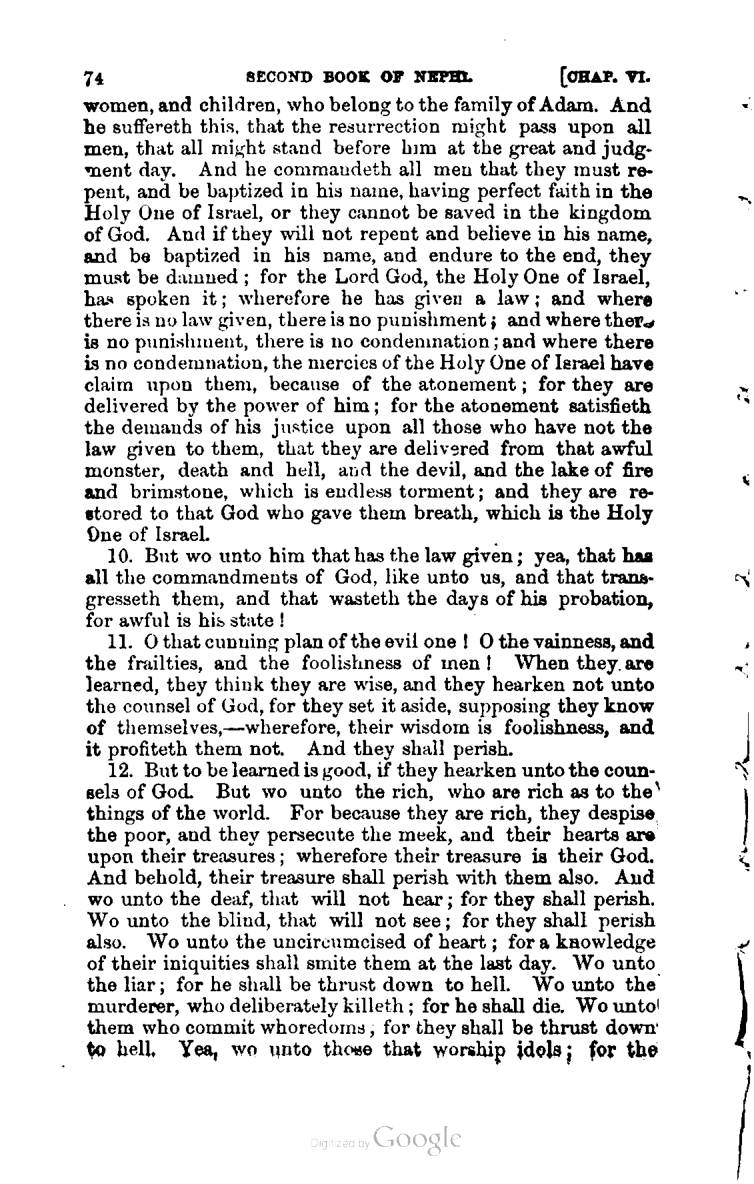 74 SECOND BOOK OF NEPHI. [CHAP. VI.
women, and children, who belong to the family of Adam. And
he suffereth this, that the resurrection might pass upon all
men, that all might stand before him at the great and judg-
ment day. And he commandeth all men that they must re-
pent, and be baptized in his name, having perfect faith in the
Holy One of Israel, or they cannot be saved in the kingdom
of God. And if they will not repent and believe in his name,
and be baptized in his name, and endure to the end, they
must be damned; for the Lord God, the Holy One of Israel,
has spoken it; wherefore he has given a law; and where
there is no law given, there is no punishment; and where there
is no punishment, there is no condemnation; and where there
is no condemnation, the mercies of the Holy One of Israel have
claim upon them, because of the atonement; for they are
delivered by the power of him; for the atonement satisfieth
the demands of his justice upon all those who have not the
law given to them, that they are delivered from that awful
monster, death and hell, and the devil, and the lake of fire
and brimstone, which is endless torment; and they are re-
stored to that God who gave them breath, which is the Holy
One of Israel.
10. But wo unto him that has the law given; yea, that has
all the commandments of God, like unto us, and that trans-
gresseth them, and that wasteth the days of his probation,
for awful is his state!
11. O that cunning plan of the evil one! O the vainness, and
the frailties, and the foolishness of men! When they are
learned, they think they are wise, and they hearken not unto
the counsel of God, for they set it aside, supposing they know
of themselves,—wherefore, their wisdom is foolishness, and
it profiteth them not. And they shall perish.
12. But to be learned is good, if they hearken unto the coun-
sels of God. But wo unto the rich, who are rich as to the
things of the world. For because they are rich, they despise
the poor, and they persecute the meek, and their hearts are
upon their treasures; wherefore their treasure is their God.
And behold, their treasure shall perish with them also. And
wo unto the deaf, that will not hear; for they shall perish.
Wo unto the blind, that will not see; for they shall perish
also. Wo unto the uncircumcised of heart; for a knowledge
of their iniquities shall smite them at the last day. Wo unto
the liar; for he shall be thrust down to hell. Wo unto the
murderer, who deliberately killeth; for he shall die. Wo unto
them who commit whoredoms, for they shall be thrust down
to hell. Yea, wo unto those that worship idols; for the
Digitized by Google